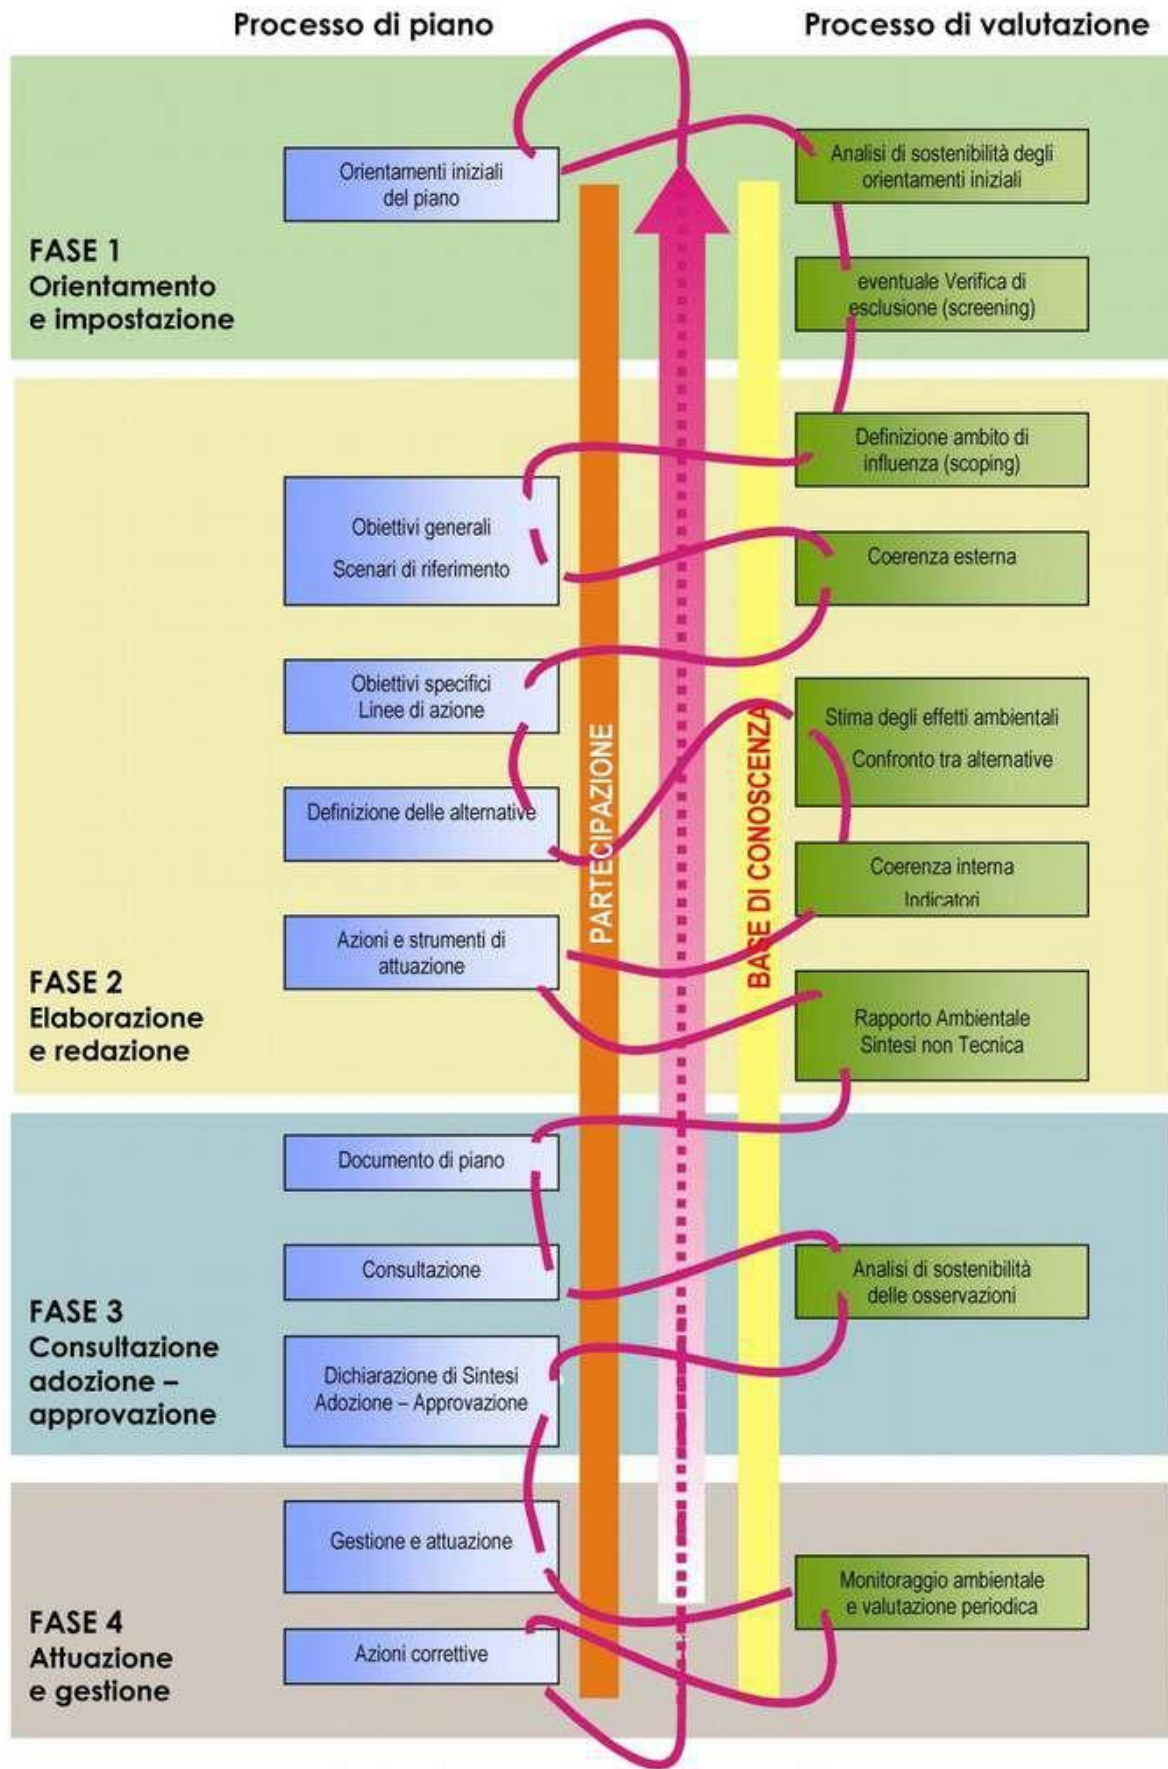 Processo di piano
Processo di valutazione
Orientamenti iniziali
del piano
Analisi di sostenibilità degli
orientamenti iniziali
FASE 1
Orientamento
e impostazione
eventuale Verifica di
esclusione (screening)
Definizione ambito di
influenza (scoping)
Obiettivi generali
Scenari di riferimento
Coerenza esterna
Obiettivi specifici
Linee di azione
Stima degli effetti ambientali
Confronto tra alternative
Definizione delle alternative
PARTECIPAZIONE
BASE DI CONOSCENZA
Coerenza interna
Indicatori
Azioni e strumenti di
attuazione
FASE 2
Elaborazione
e redazione
Rapporto Ambientale
Sintesi non Tecnica
Documento di piano
Consultazione
Analisi di sostenibilità
delle osservazioni
FASE 3
Consultazione
adozione –
approvazione
Dichiarazione di Sintesi
Adozione – Approvazione
Gestione e attuazione
Monitoraggio ambientale
e valutazione periodica
FASE 4
Attuazione
e gestione
Azioni correttive